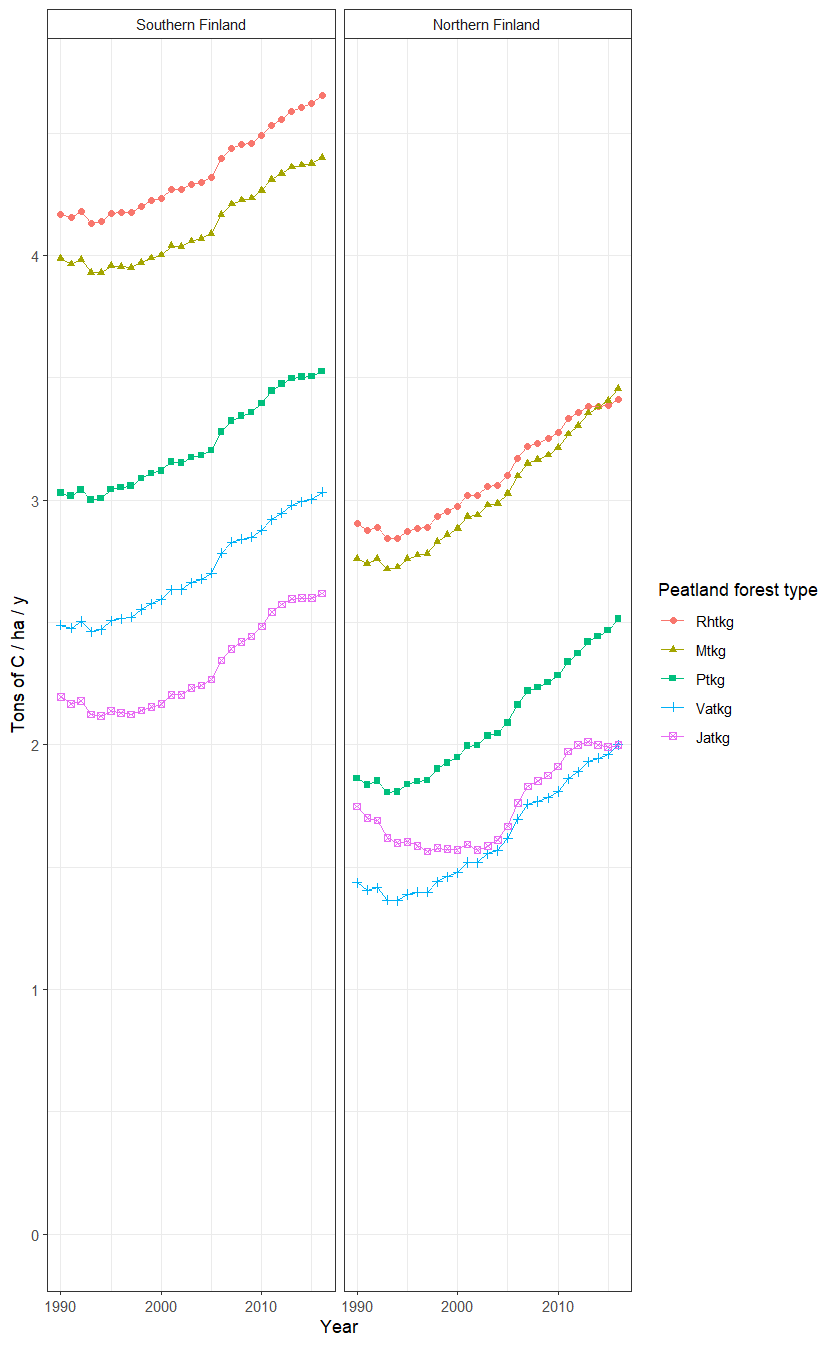 Southern Finland
Northern Finland
Tons of C / ha / y
4
3
2
1
0
1990
2000
2010
1990
2000
2010
Year
Peatland forest type
Rhtkg
Mtkg
Ptkg
Vatkg
Jatkg